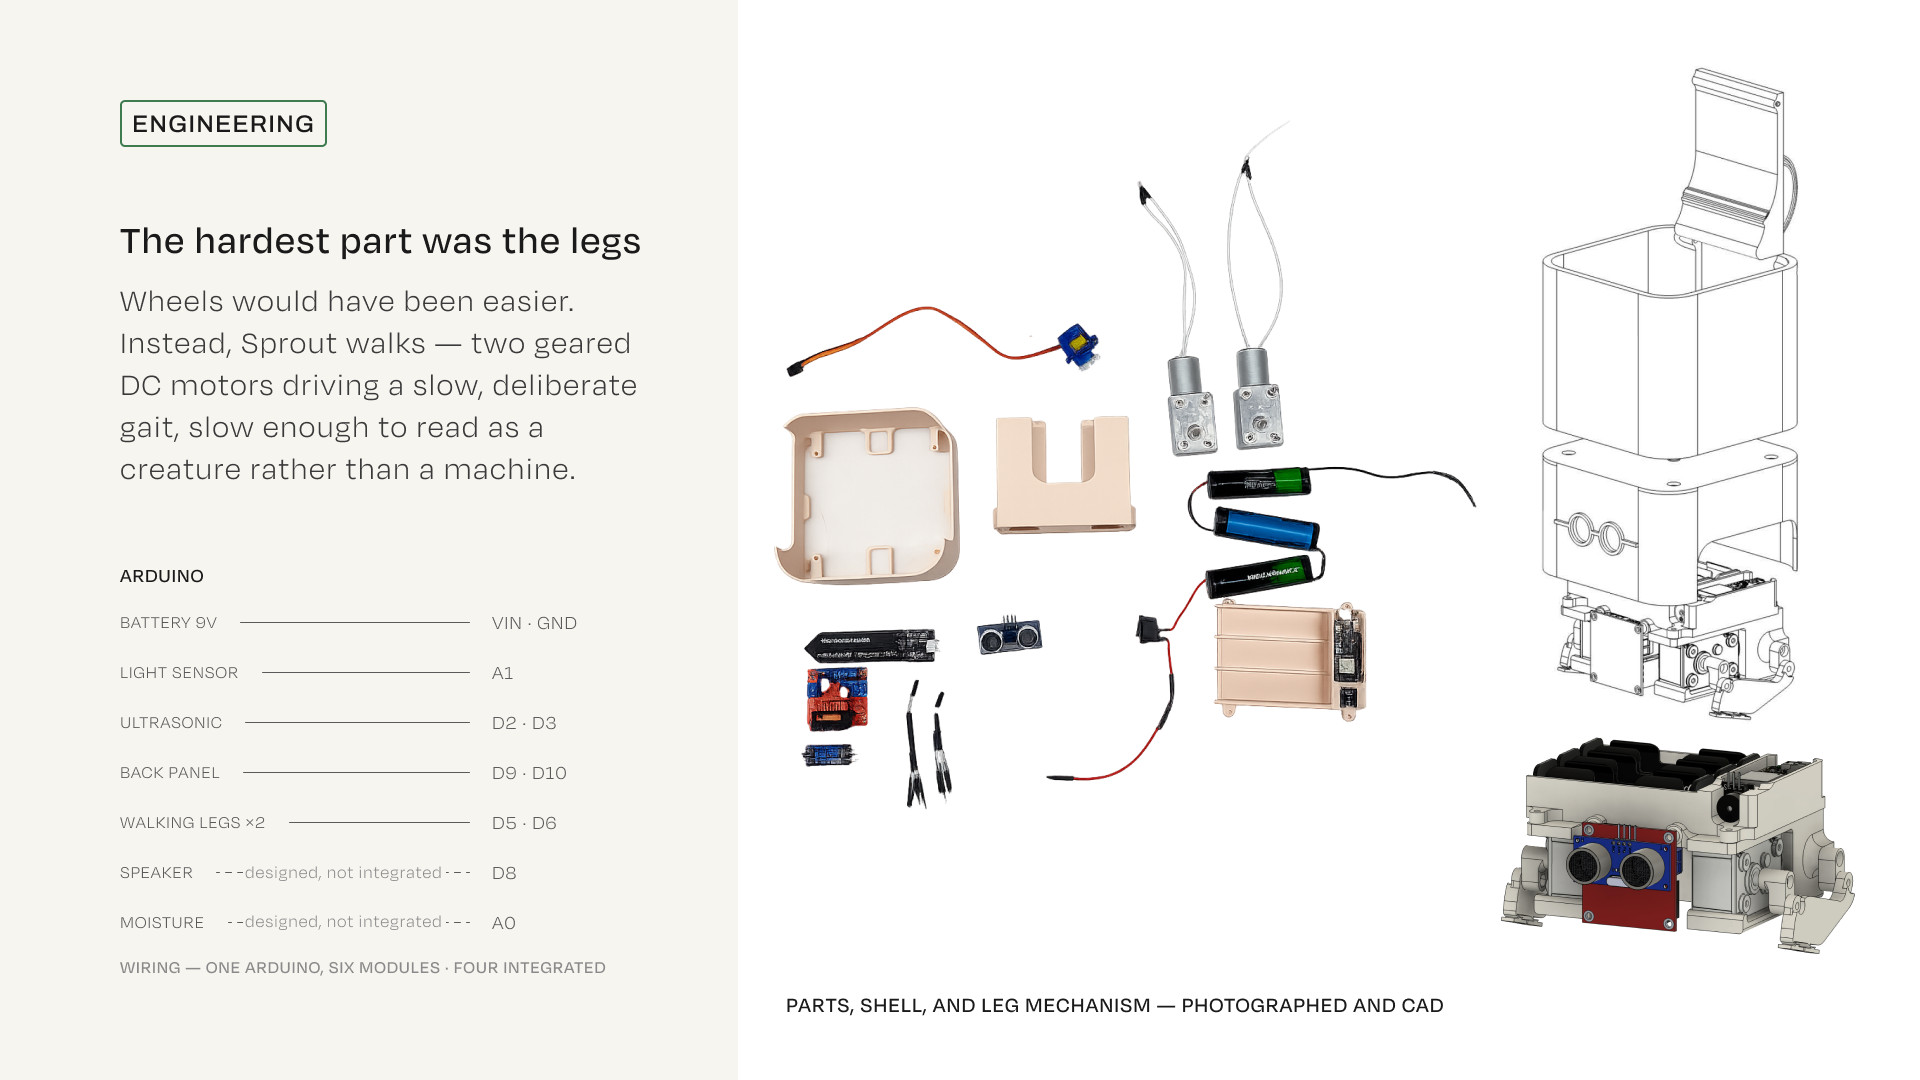 ENGINEERING
The hardest part was the legs
Wheels would have been easier.
Instead, Sprout walks — two geared
DC motors driving a slow, deliberate
gait, slow enough to read as a
creature rather than a machine.
ARDUINO
BATTERY 9V VIN · GND
LIGHT SENSOR A1
ULTRASONIC D2 · D3
BACK PANEL D9 · D10
WALKING LEGS ×2 D5 · D6
SPEAKER designed, not integrated D8
MOISTURE designed, not integrated A0
WIRING — ONE ARDUINO, SIX MODULES · FOUR INTEGRATED
PARTS, SHELL, AND LEG MECHANISM — PHOTOGRAPHED AND CAD